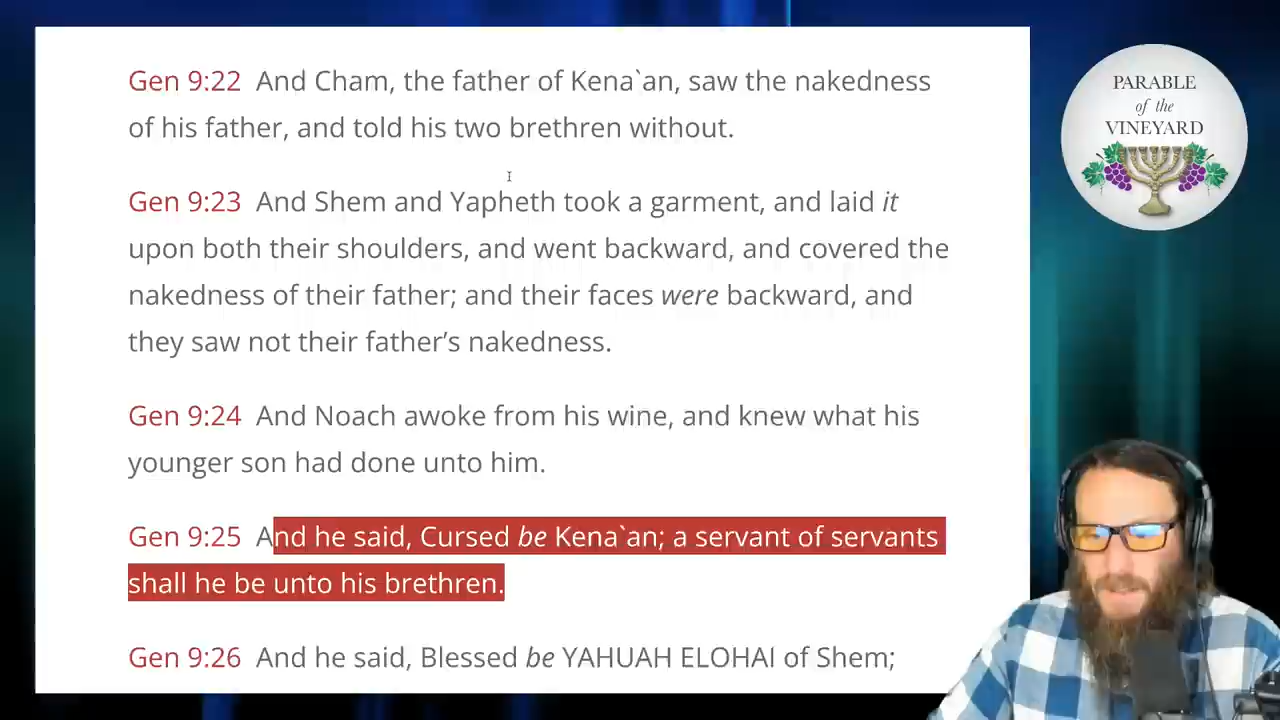 Gen 9:22 And Cham, the father of Kena`an, saw the nakedness
of his father, and told his two brethren without.
Gen 9:23 And Shem and Yapheth took a garment, and laid it
upon both their shoulders, and went backward, and covered the
nakedness of their father; and their faces were backward, and
they saw not their father’s nakedness.
Gen 9:24 And Noach awoke from his wine, and knew what his
younger son had done unto him.
Gen 9:25 And he said, Cursed be Kena`an; a servant of servants
shall he be unto his brethren.
Gen 9:26 And he said, Blessed be YAHUAH ELOHAI of Shem;
PARABLE
of the
VINEYARD